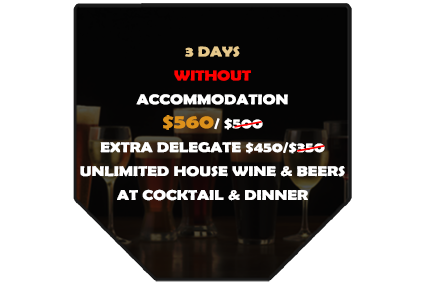 3 DAYS
WITHOUT
ACCOMMODATION
$560/ $500
EXTRA DELEGATE $450/$350
UNLIMITED HOUSE WINE & BEERS
AT COCKTAIL & DINNER